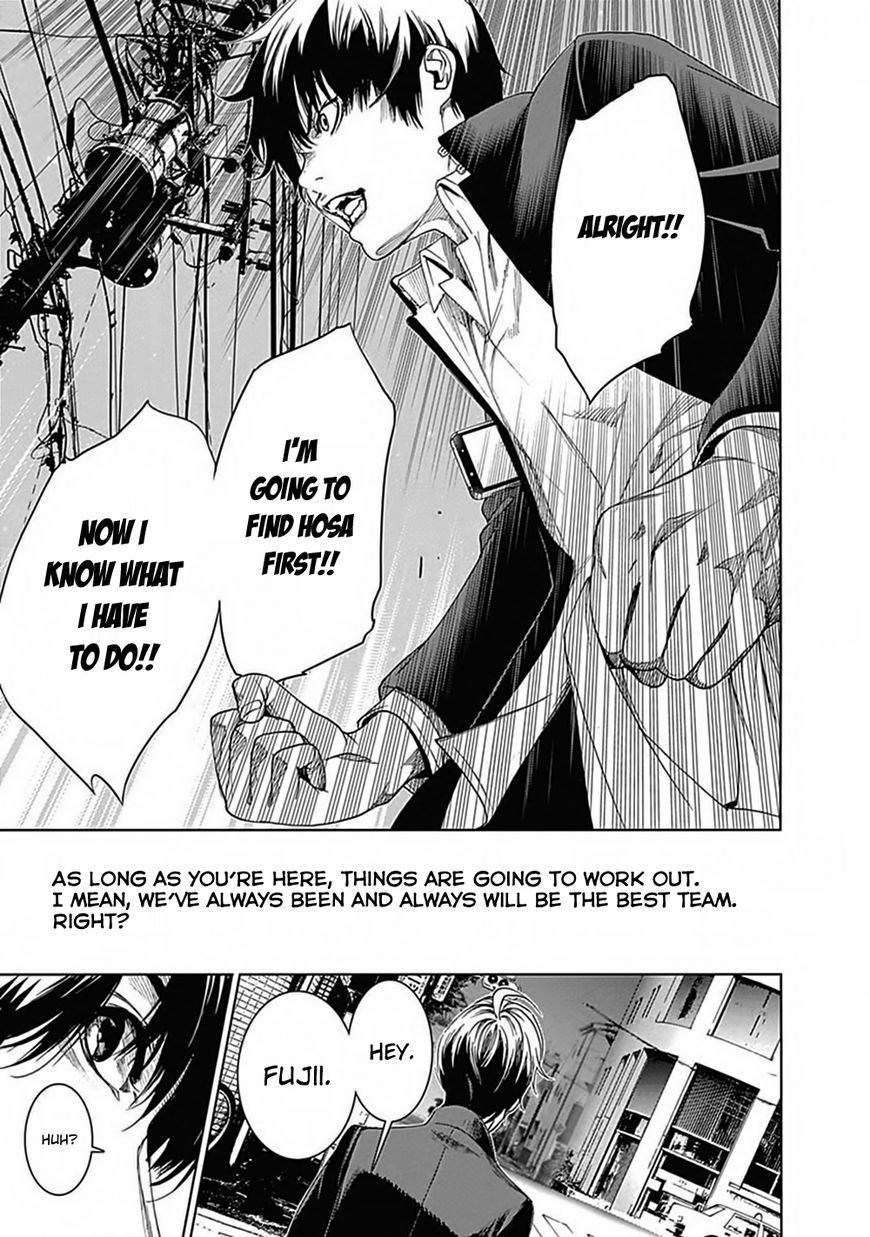 ALRIGHT!!
I'M
GOING TO
FIND HOSA
FIRST!!
NOW I
KNOW WHAT
I HAVE
TO DO!!
AS LONG AS YOU'RE HERE, THINGS ARE GOING TO WORK OUT.
I MEAN, WE'VE ALWAYS BEEN AND ALWAYS WILL BE THE BEST TEAM.
RIGHT?
HEY.
FUJII.
HUH?